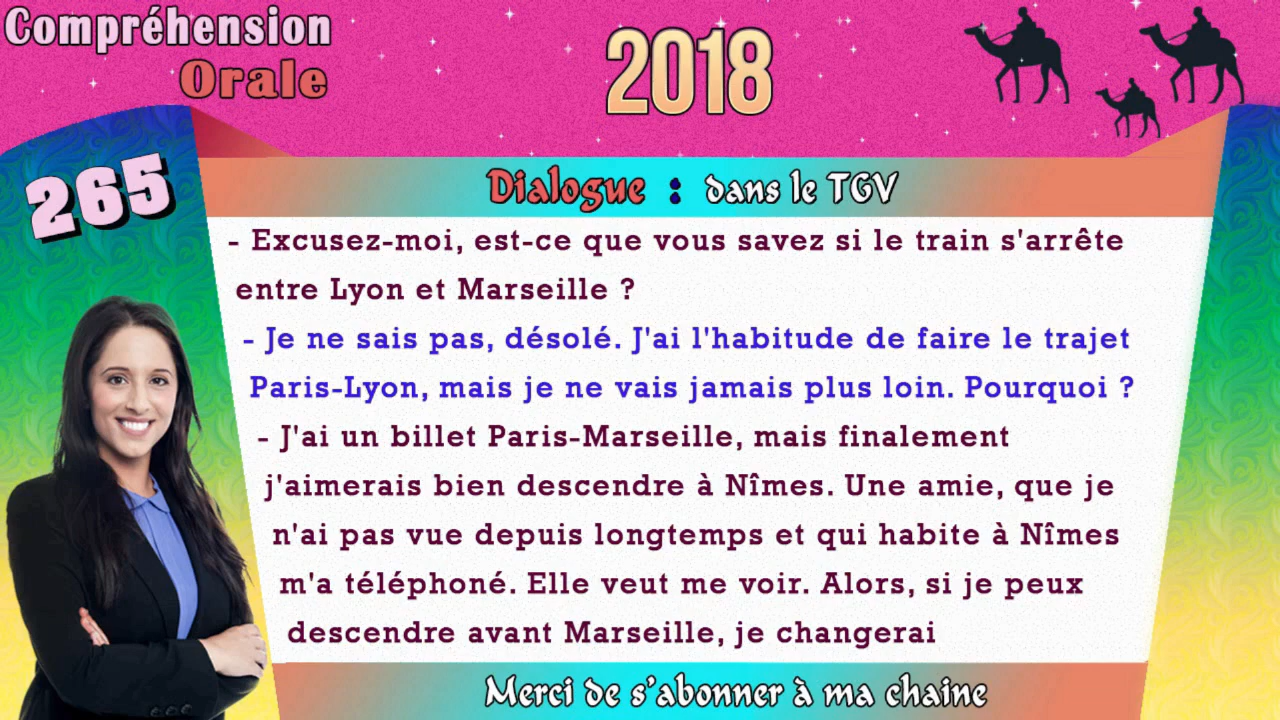 Compréhension
Orale
2018
265
Dialogue : dans le TGV
- Excusez-moi, est-ce que vous savez si le train s'arrête
entre Lyon et Marseille ?
- Je ne sais pas, désolé. J'ai l'habitude de faire le trajet
Paris-Lyon, mais je ne vais jamais plus loin. Pourquoi ?
- J'ai un billet Paris-Marseille, mais finalement
j'aimerais bien descendre à Nîmes. Une amie, que je
n'ai pas vue depuis longtemps et qui habite à Nîmes
m'a téléphoné. Elle veut me voir. Alors, si je peux
descendre avant Marseille, je changerai
Merci de s'abonner à ma chaine